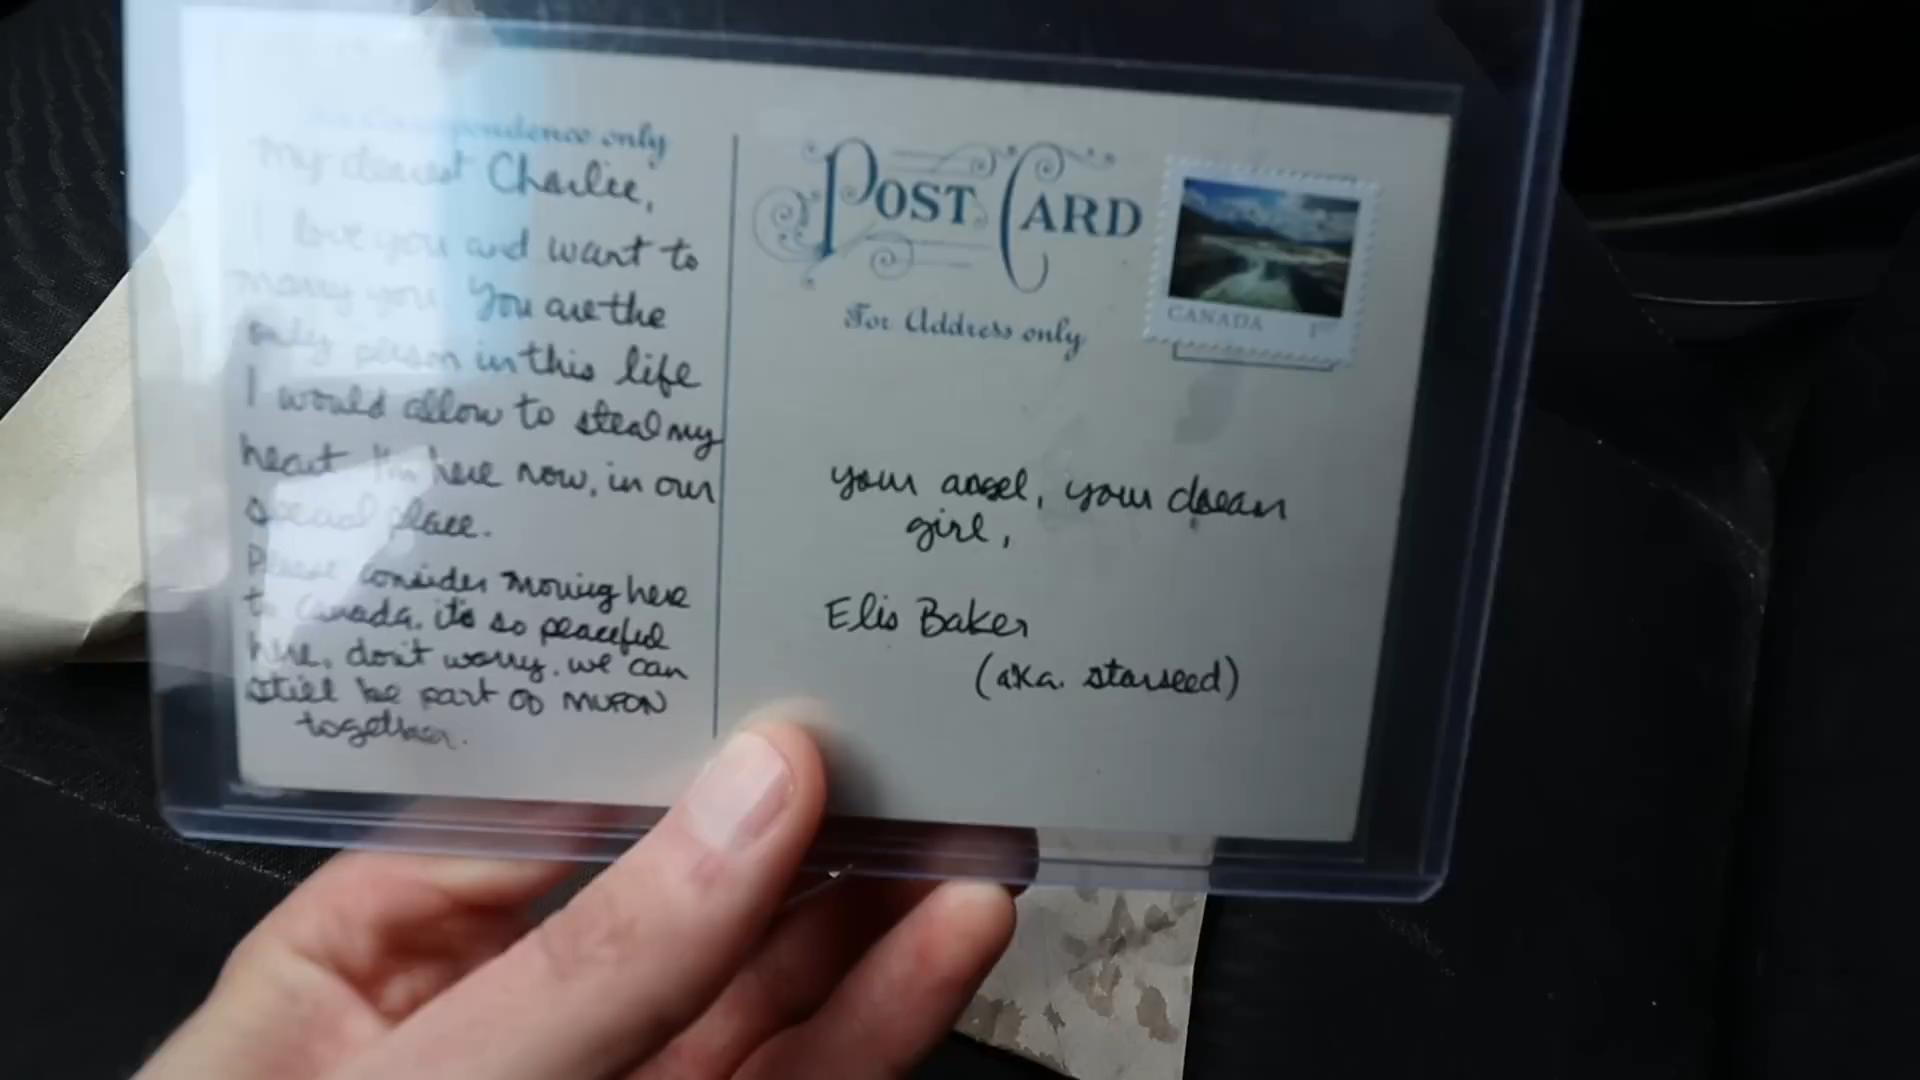 For Correspondence only
my dearest Charlie,
I love you and want to
marry you. You are the
only person in this life
I would allow to steal my
heart. I'm here now, in our
special place.
Please consider moving here
to Canada, it's so peaceful
here, don't worry, we can
still be part of MUFON
together.
POST CARD
For Address only
CANADA
your angel, your dream
girl,
Elis Baker
(aka. starseed)